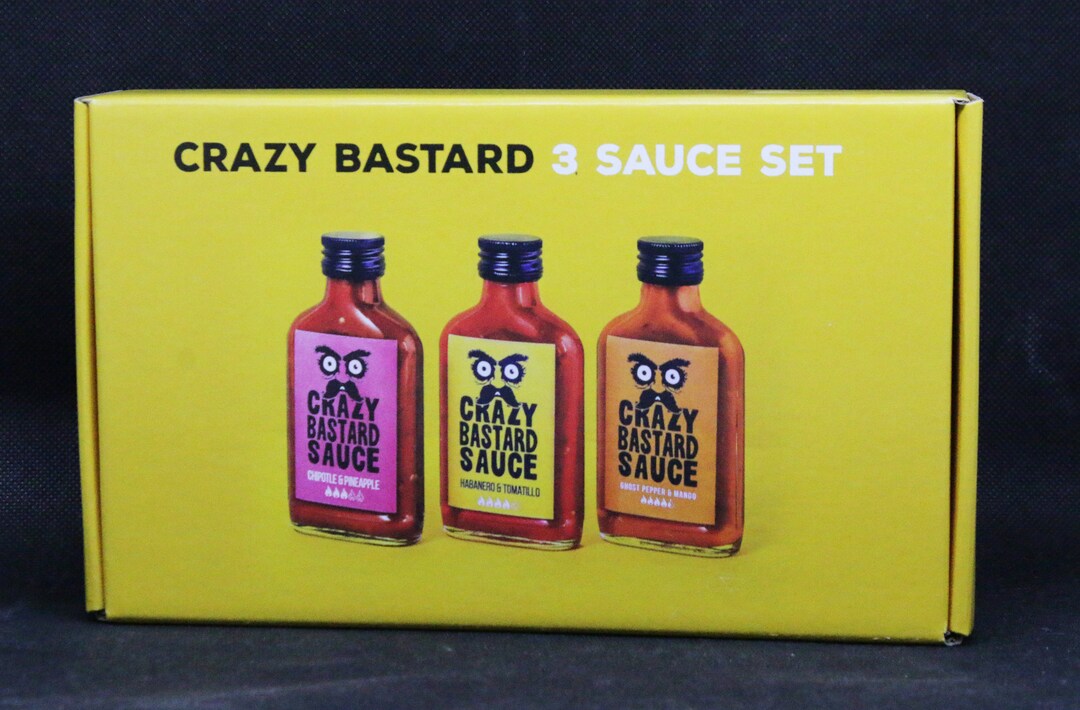 CRAZY BASTARD 3 SAUCE SET
CRAZY
BASTARD
SAUCE
CHIPOTLE & PINEAPPLE
CRAZY
BASTARD
SAUCE
HABANERO & TOMATILLO
CRAZY
BASTARD
SAUCE
GHOST PEPPER & MANGO